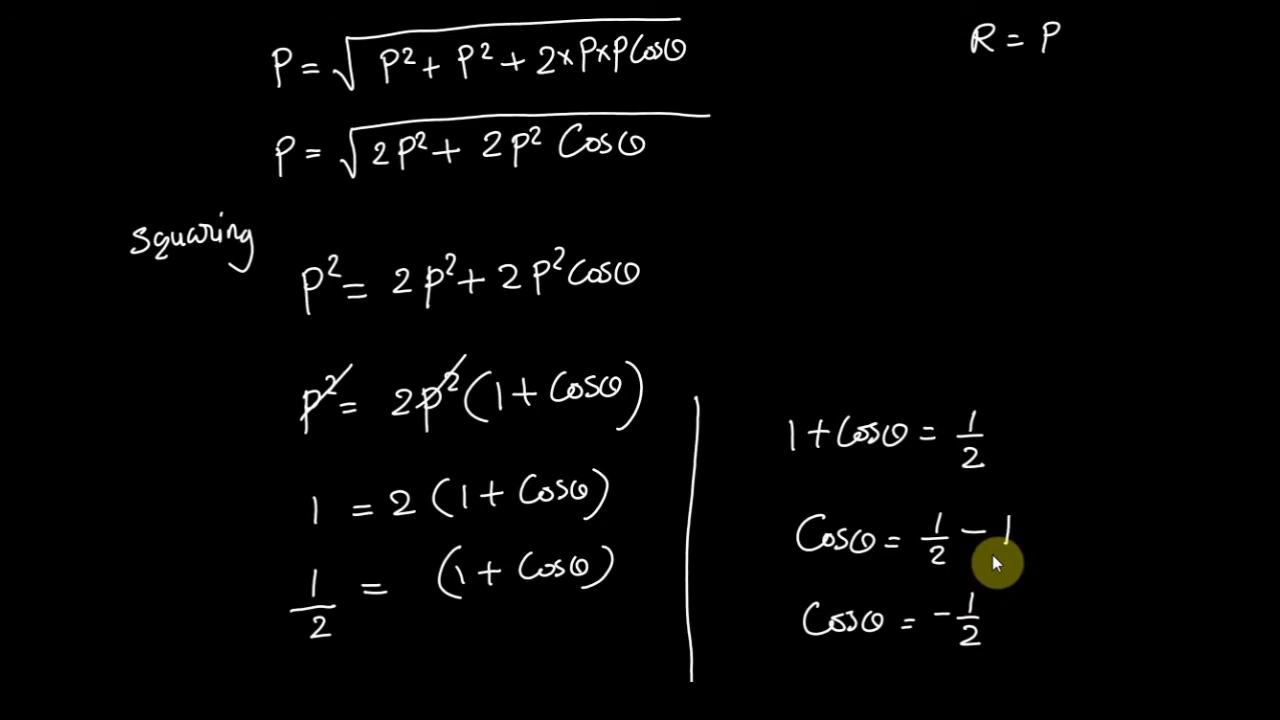 P = √(P² + P² + 2×P×P Cosθ)
R = P
P = √(2P² + 2P² Cosθ)
Squaring
P² = 2P² + 2P² Cosθ
P² = 2P² (1 + Cosθ)
1 = 2 (1 + Cosθ)
1/2 = (1 + Cosθ)
1 + Cosθ = 1/2
Cosθ = 1/2 − 1
Cosθ = −1/2